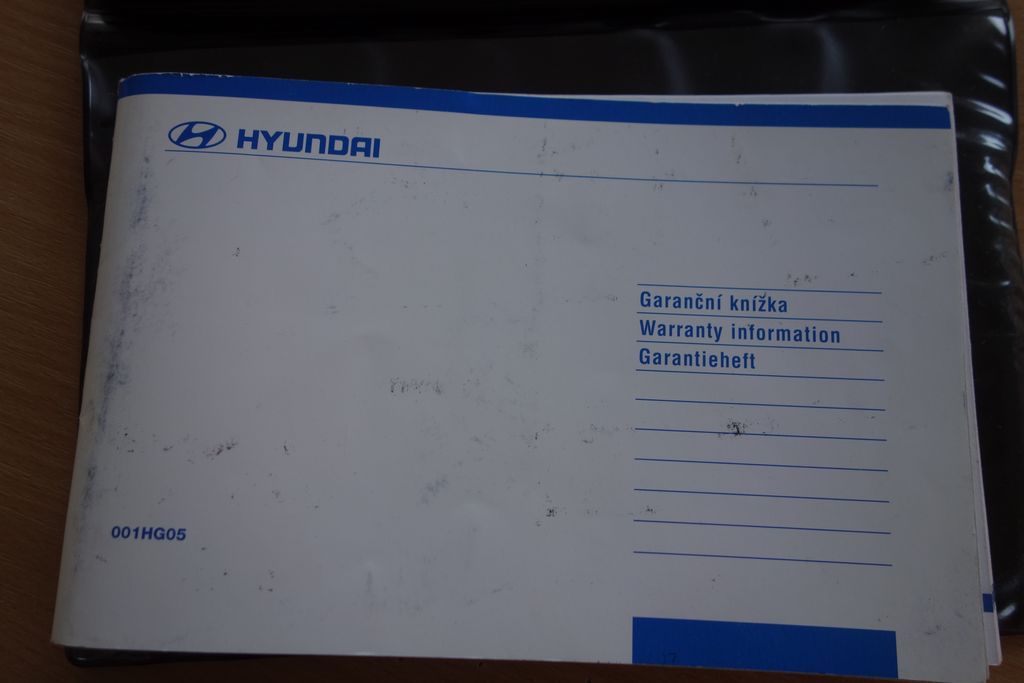 HYUNDAI
Garanční knížka
Warranty information
Garantieheft
001HG05